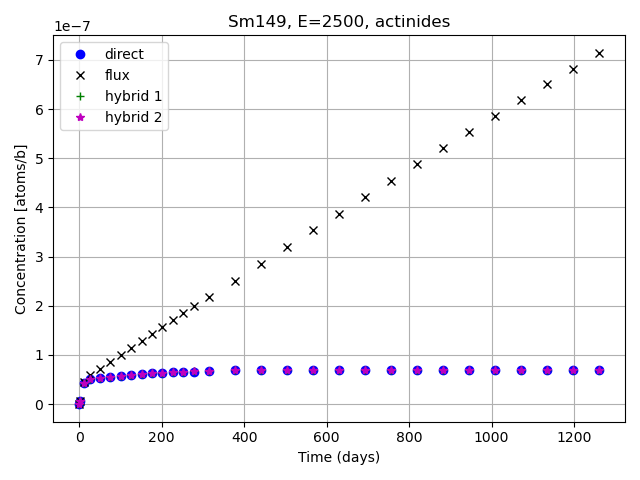 Sm149, E=2500, actinides
1e−7
direct
flux
hybrid 1
hybrid 2
7
6
5
4
3
2
1
0
Concentration [atoms/b]
0 200 400 600 800 1000 1200
Time (days)